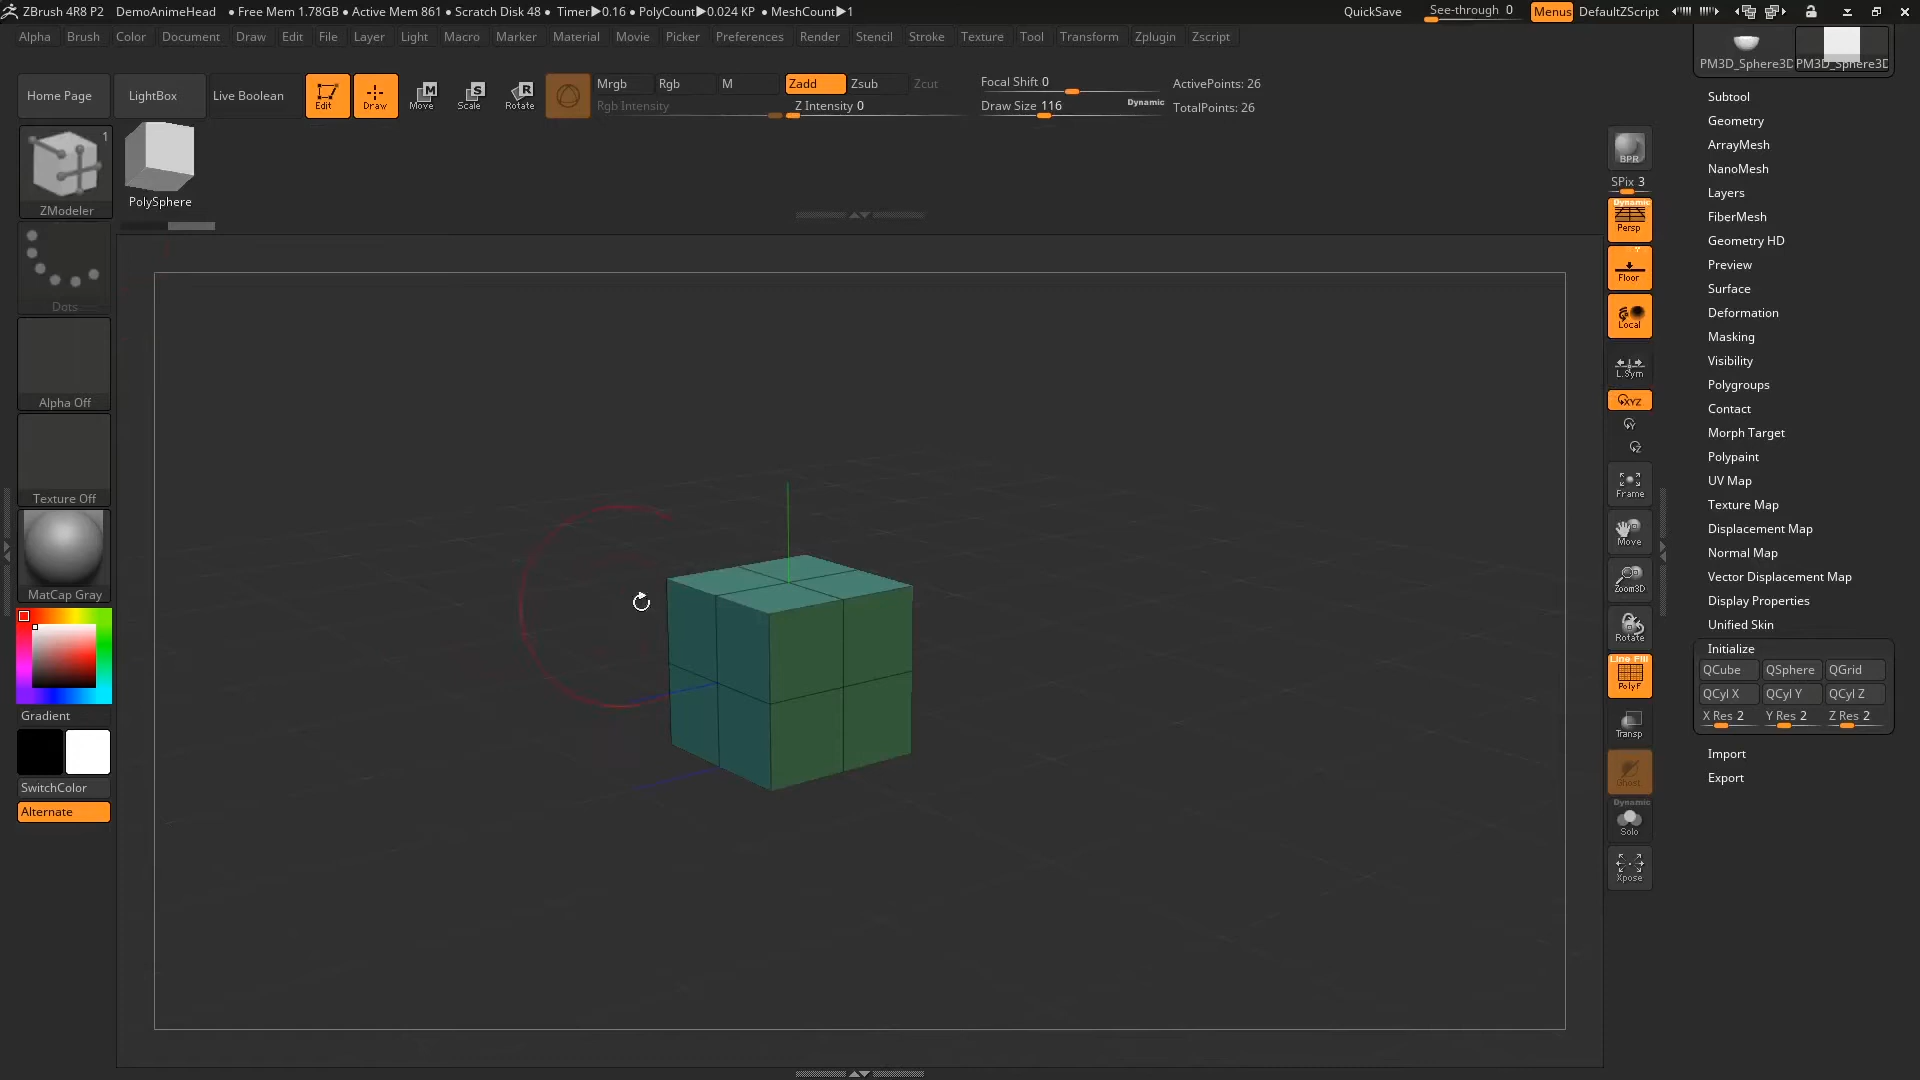 ZBrush 4R8 P2 DemoAnimeHead • Free Mem 1.78GB • Active Mem 861 • Scratch Disk 48 • Timer▶0.16 • PolyCount▶0.024 KP • MeshCount▶1 QuickSave See-through 0 Menus DefaultZScript
Alpha Brush Color Document Draw Edit File Layer Light Macro Marker Material Movie Picker Preferences Render Stencil Stroke Texture Tool Transform Zplugin Zscript
PM3D_Sphere3D PM3D_Sphere3D
Home Page LightBox Live Boolean Edit Draw Move Scale Rotate
Mrgb Rgb M Zadd Zsub Zcut Focal Shift 0 ActivePoints: 26
Rgb Intensity Z Intensity 0 Draw Size 116 Dynamic TotalPoints: 26
1
ZModeler
PolySphere
Dots
Alpha Off
Texture Off
MatCap Gray
Gradient
SwitchColor
Alternate
BPR
SPix 3
Dynamic
Persp
Floor
Local
L.Sym
XYZ
Y
Z
Frame
Move
Zoom3D
Rotate
Line Fill
PolyF
Transp
Ghost
Dynamic
Solo
Xpose
Subtool
Geometry
ArrayMesh
NanoMesh
Layers
FiberMesh
Geometry HD
Preview
Surface
Deformation
Masking
Visibility
Polygroups
Contact
Morph Target
Polypaint
UV Map
Texture Map
Displacement Map
Normal Map
Vector Displacement Map
Display Properties
Unified Skin
Initialize
QCube QSphere QGrid
QCyl X QCyl Y QCyl Z
X Res 2 Y Res 2 Z Res 2
Import
Export